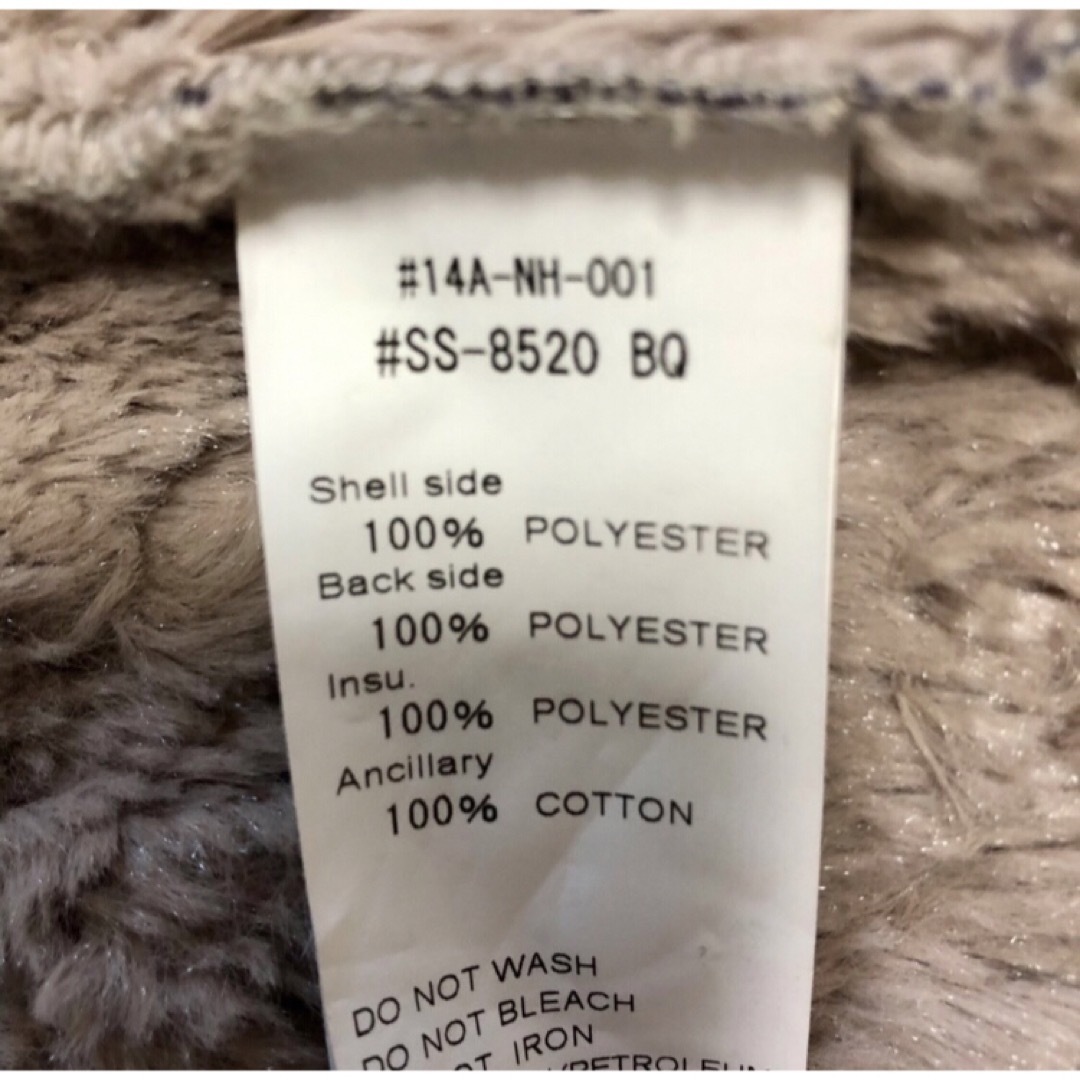 #14A-NH-001
#SS-8520 BQ
Shell side
100% POLYESTER
Back side
100% POLYESTER
Insu.
100% POLYESTER
Ancillary
100% COTTON
DO NOT WASH
DO NOT BLEACH
IRON